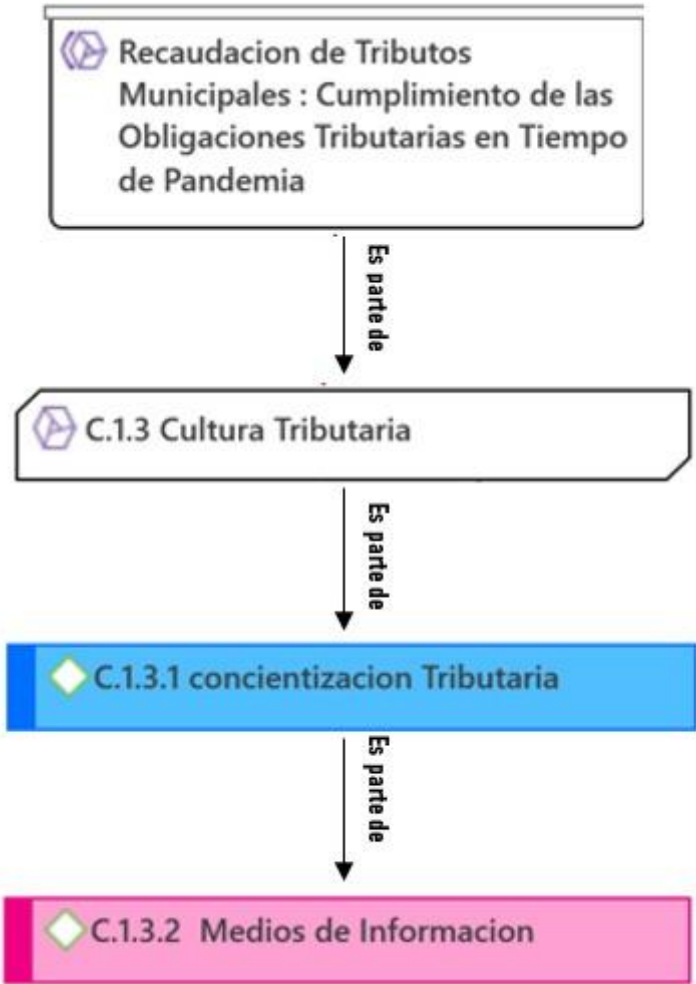 Recaudacion de Tributos
Municipales : Cumplimiento de las
Obligaciones Tributarias en Tiempo
de Pandemia
Es parte de
C.1.3 Cultura Tributaria
Es parte de
C.1.3.1 concientizacion Tributaria
Es parte de
C.1.3.2 Medios de Informacion